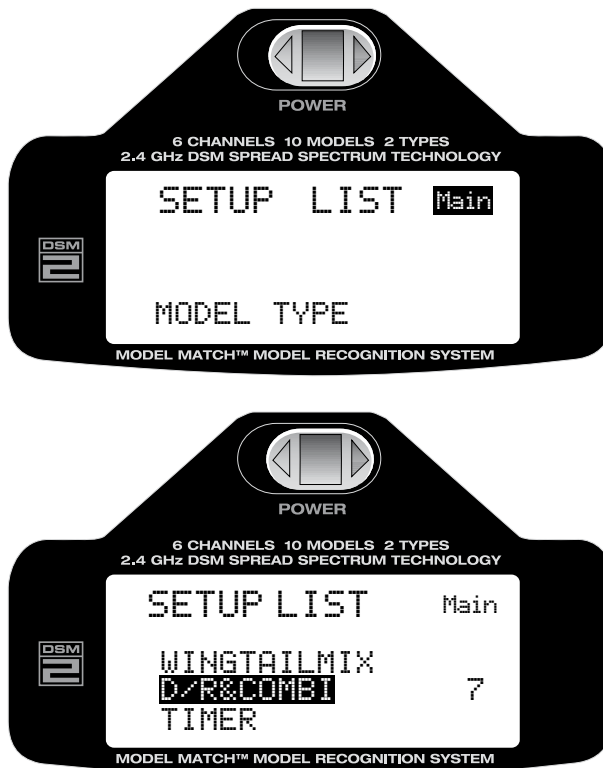 POWER
6 CHANNELS 10 MODELS 2 TYPES
2.4 GHz DSM SPREAD SPECTRUM TECHNOLOGY
SETUP LIST Main
DSM
2
MODEL TYPE
MODEL MATCH™ MODEL RECOGNITION SYSTEM
POWER
6 CHANNELS 10 MODELS 2 TYPES
2.4 GHz DSM SPREAD SPECTRUM TECHNOLOGY
SETUP LIST Main
DSM
2
WINGTAILMIX
D/R&COMBI 7
TIMER
MODEL MATCH™ MODEL RECOGNITION SYSTEM